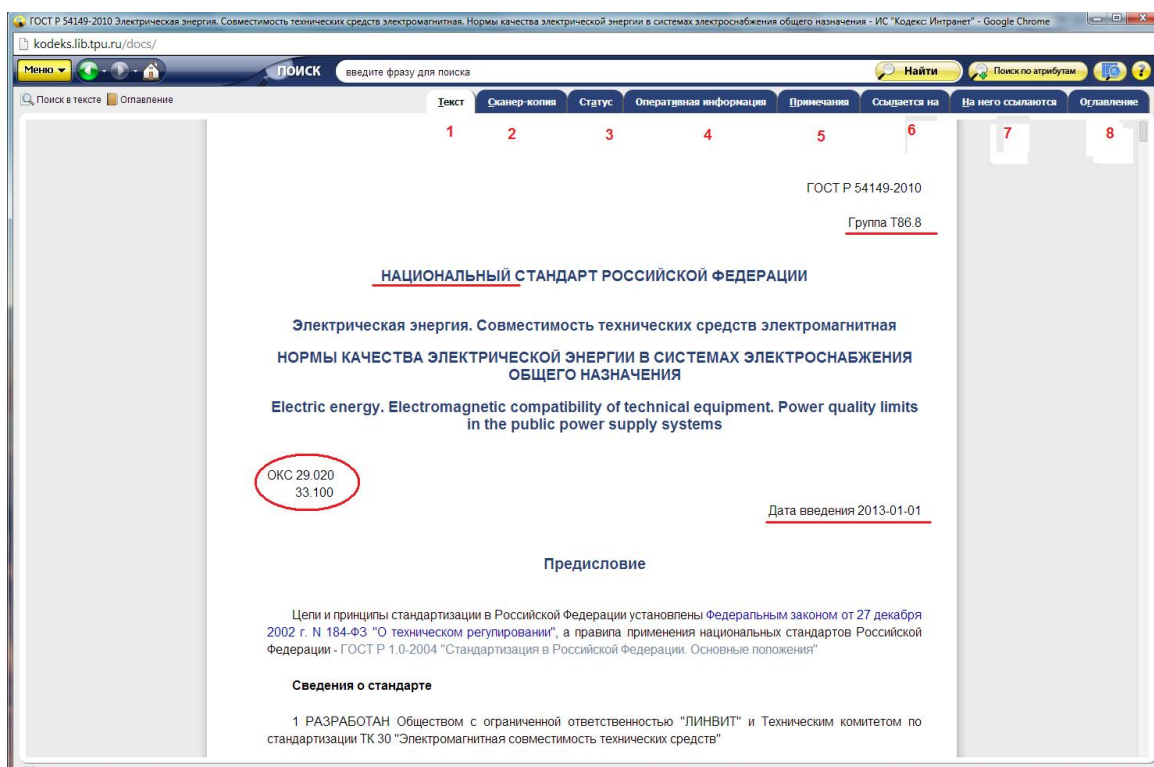 ГОСТ Р 54149-2010 Электрическая энергия. Совместимость технических средств электромагнитная. Нормы качества электрической энергии в системах электроснабжения общего назначения - ИС "Кодекс: Интранет" - Google Chrome
kodeks.lib.tpu.ru/docs/
Меню ПОИСК введите фразу для поиска Найти Поиск по атрибутам ?
Поиск в тексте Оглавление Текст Сканер-копия Статус Оперативная информация Примечания Ссылается на На него ссылаются Оглавление
1 2 3 4 5 6 7 8
ГОСТ Р 54149-2010
Группа Т86.8
НАЦИОНАЛЬНЫЙ СТАНДАРТ РОССИЙСКОЙ ФЕДЕРАЦИИ
Электрическая энергия. Совместимость технических средств электромагнитная
НОРМЫ КАЧЕСТВА ЭЛЕКТРИЧЕСКОЙ ЭНЕРГИИ В СИСТЕМАХ ЭЛЕКТРОСНАБЖЕНИЯ
ОБЩЕГО НАЗНАЧЕНИЯ
Electric energy. Electromagnetic compatibility of technical equipment. Power quality limits
in the public power supply systems
ОКС 29.020
33.100
Дата введения 2013-01-01
Предисловие
Цели и принципы стандартизации в Российской Федерации установлены Федеральным законом от 27 декабря
2002 г. N 184-ФЗ "О техническом регулировании", а правила применения национальных стандартов Российской
Федерации - ГОСТ Р 1.0-2004 "Стандартизация в Российской Федерации. Основные положения"
Сведения о стандарте
1 РАЗРАБОТАН Обществом с ограниченной ответственностью "ЛИНВИТ" и Техническим комитетом по
стандартизации ТК 30 "Электромагнитная совместимость технических средств"